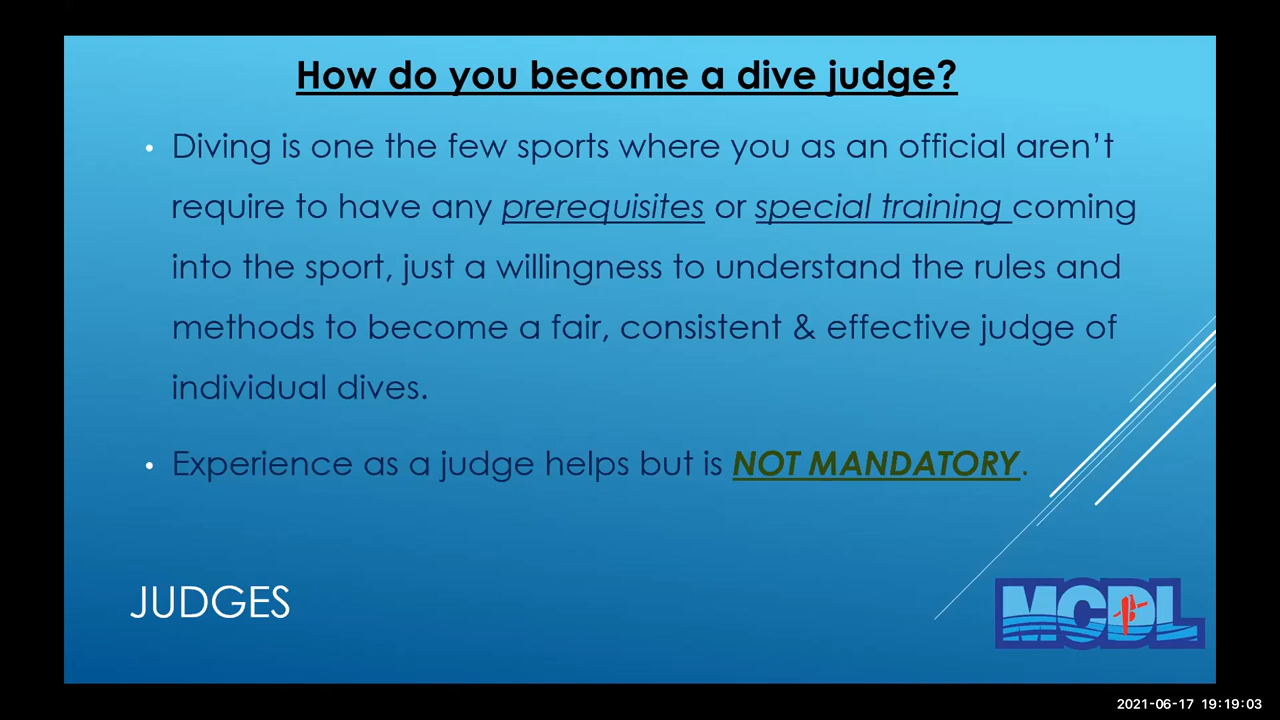 How do you become a dive judge?
• Diving is one the few sports where you as an official aren't
require to have any prerequisites or special training coming
into the sport, just a willingness to understand the rules and
methods to become a fair, consistent & effective judge of
individual dives.
• Experience as a judge helps but is NOT MANDATORY.
JUDGES
MCDL
2021-06-17 19:19:03